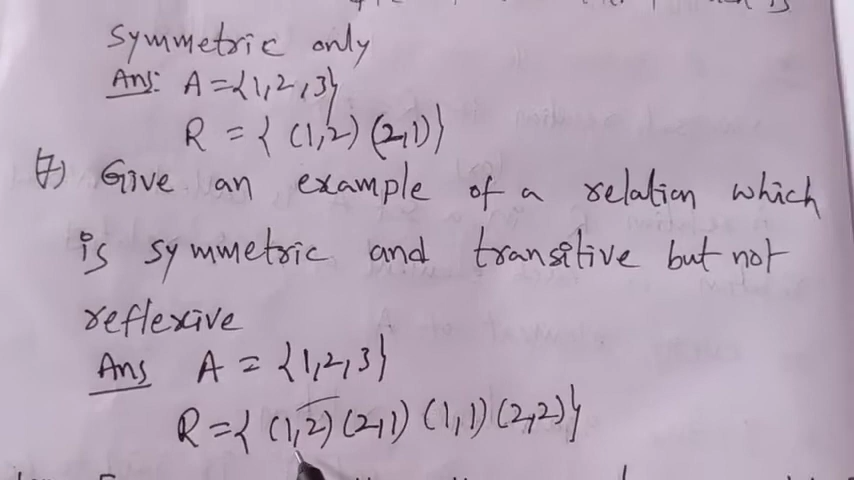 Symmetric only
Ans: A = {1, 2, 3}
R = { (1,2) (2,1)}
7) Give an example of a relation which
is symmetric and transitive but not
reflexive
Ans A = {1,2,3}
R = { (1,2) (2,1) (1,1) (2,2)}